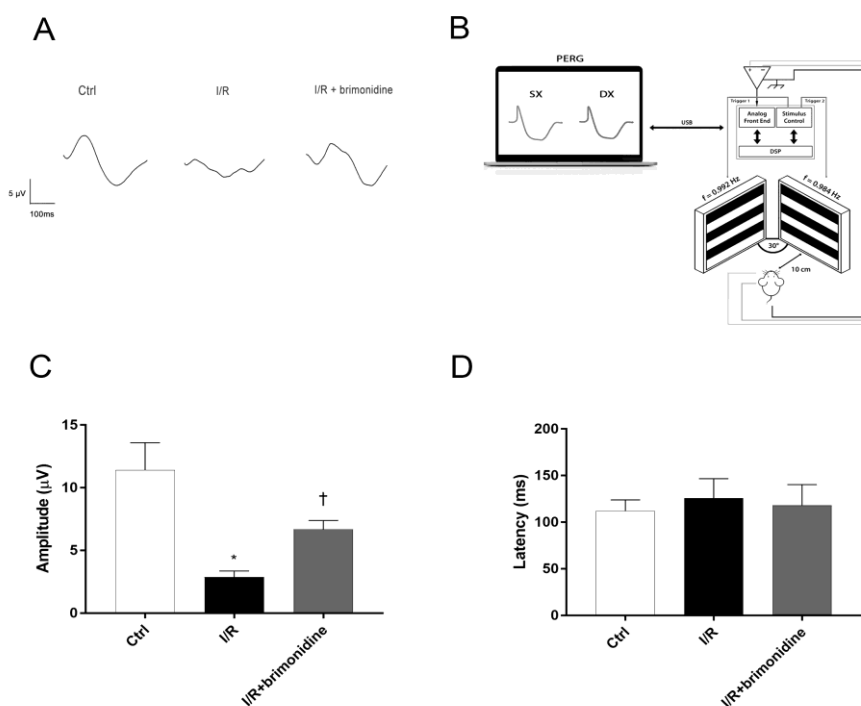 A
Ctrl
I/R
I/R + brimonidine
5 µV
100ms
B
PERG
SX
DX
USB
Trigger 1
Trigger 2
Analog
Front End
Stimulus
Control
DSP
f = 0.992 Hz
f = 0.984 Hz
30°
10 cm
C
Amplitude (µV)
15
10
5
0
*
†
Ctrl
I/R
I/R+brimonidine
D
Latency (ms)
200
150
100
50
0
Ctrl
I/R
I/R+brimonidine